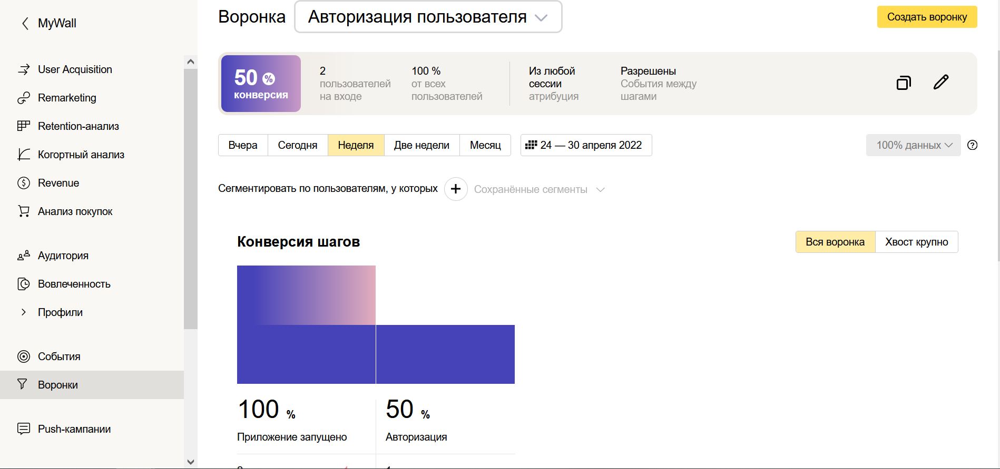 MyWall
User Acquisition
Remarketing
Retention-анализ
Когортный анализ
Revenue
Анализ покупок
Аудитория
Вовлеченность
Профили
События
Воронки
Push-кампании
Воронка
Авторизация пользователя
Создать воронку
50 %
конверсия
2
пользователей
на входе
100 %
от всех
пользователей
Из любой
сессии
атрибуция
Разрешены
События между
шагами
Вчера
Сегодня
Неделя
Две недели
Месяц
24 — 30 апреля 2022
100% данных
?
Сегментировать по пользователям, у которых
+
Сохранённые сегменты
Конверсия шагов
Вся воронка
Хвост крупно
100 %
Приложение запущено
50 %
Авторизация